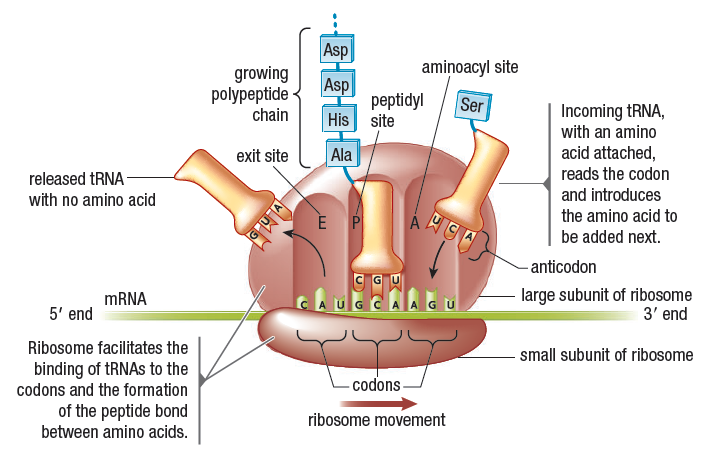 Asp
growing
polypeptide
chain
Asp
His
Ala
peptidyl
site
aminoacyl site
Ser
Incoming tRNA,
with an amino
acid attached,
reads the codon
and introduces
the amino acid to
be added next.
exit site
released tRNA
with no amino acid
E P A
G U A
C G U
U C A
anticodon
C A U G C A A G U
mRNA
5′ end
large subunit of ribosome
3′ end
Ribosome facilitates the
binding of tRNAs to the
codons and the formation
of the peptide bond
between amino acids.
small subunit of ribosome
codons
ribosome movement